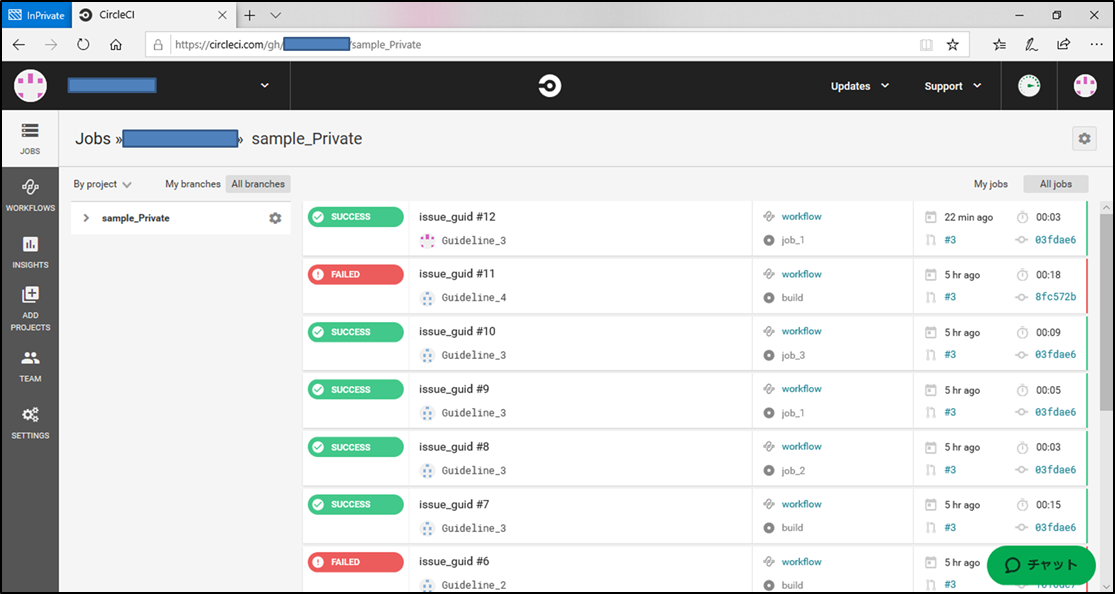 InPrivate
CircleCI
https://circleci.com/gh/ /sample_Private
Updates
Support
JOBS
Jobs » » sample_Private
WORKFLOWS
INSIGHTS
ADD
PROJECTS
TEAM
SETTINGS
By project
My branches
All branches
My jobs
All jobs
sample_Private
SUCCESS issue_guid #12 workflow 22 min ago 00:03
Guideline_3 job_1 #3 03fdae6
FAILED issue_guid #11 workflow 5 hr ago 00:18
Guideline_4 build #3 8fc572b
SUCCESS issue_guid #10 workflow 5 hr ago 00:09
Guideline_3 job_3 #3 03fdae6
SUCCESS issue_guid #9 workflow 5 hr ago 00:05
Guideline_3 job_1 #3 03fdae6
SUCCESS issue_guid #8 workflow 5 hr ago 00:03
Guideline_3 job_2 #3 03fdae6
SUCCESS issue_guid #7 workflow 5 hr ago 00:15
Guideline_3 build #3 03fdae6
FAILED issue_guid #6 workflow 5 hr ago
Guideline_2 build #3
チャット